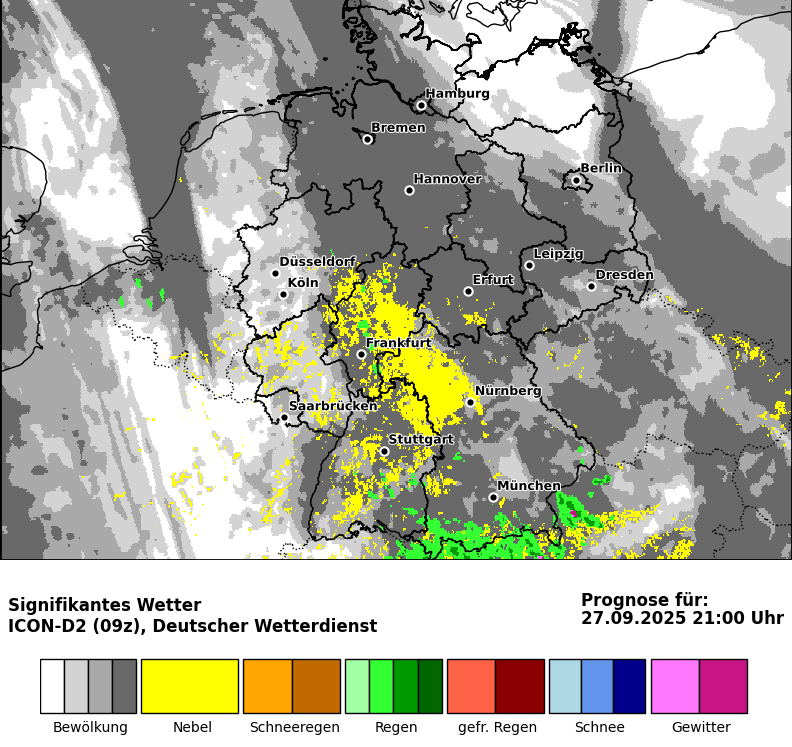 Hamburg
Bremen
Berlin
Hannover
Leipzig
Düsseldorf
Dresden
Köln
Erfurt
Frankfurt
Nürnberg
Saarbrücken
Stuttgart
München
Signifikantes Wetter
ICON-D2 (09z), Deutscher Wetterdienst
Prognose für:
27.09.2025 21:00 Uhr
Bewölkung Nebel Schneeregen Regen gefr. Regen Schnee Gewitter